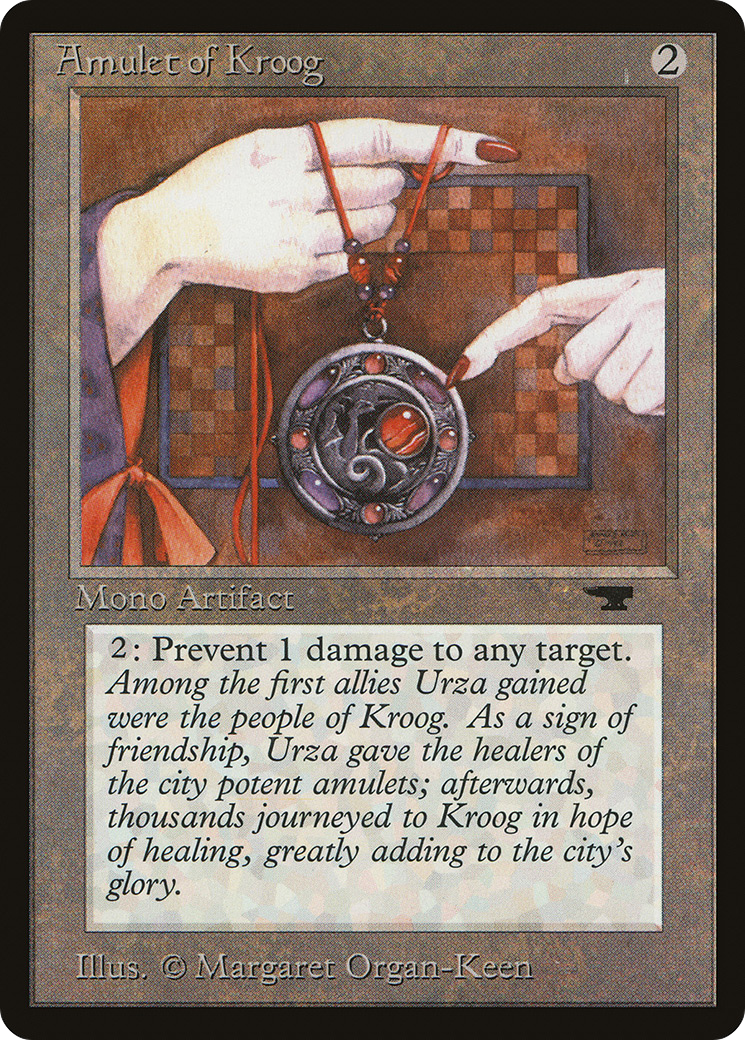 Amulet of Kroog
2
Mono Artifact
2: Prevent 1 damage to any target.
Among the first allies Urza gained
were the people of Kroog. As a sign of
friendship, Urza gave the healers of
the city potent amulets; afterwards,
thousands journeyed to Kroog in hope
of healing, greatly adding to the city's
glory.
Illus. © Margaret Organ-Keen